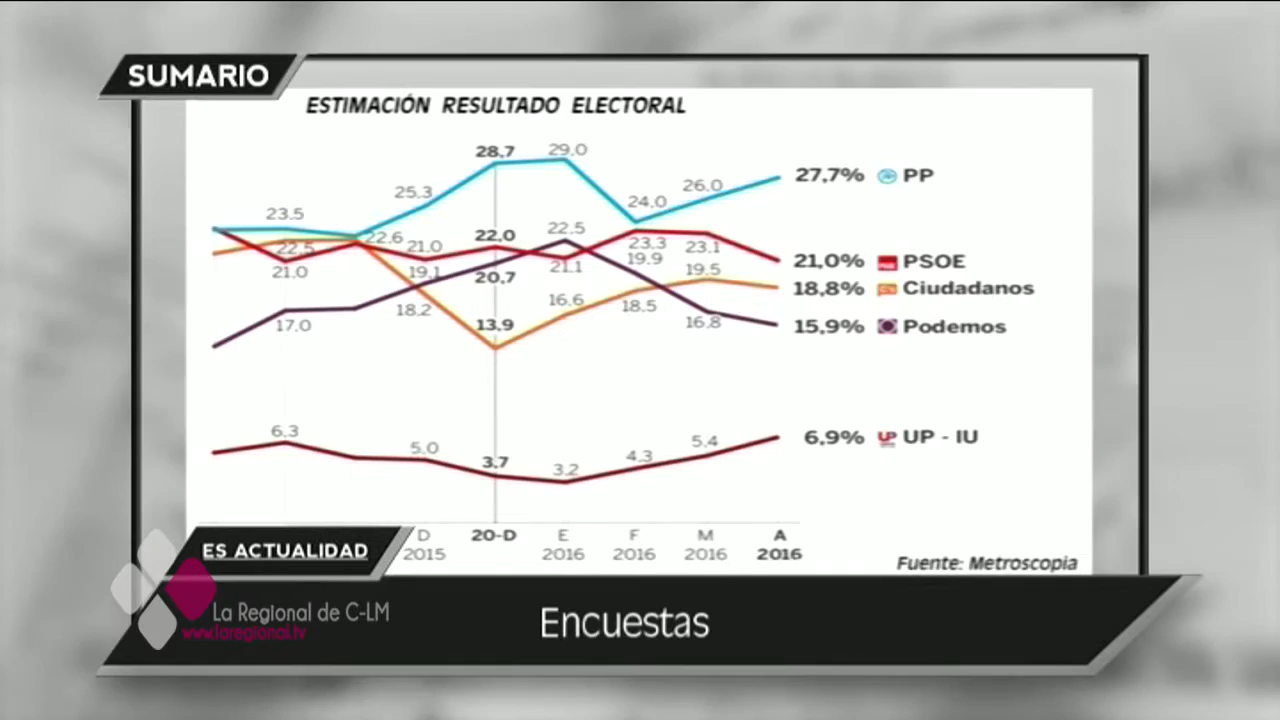 SUMARIO
ESTIMACIÓN RESULTADO ELECTORAL
28,7 29.0
27,7% PP
25.3 24.0 26.0
23.5
22.5 22.6 21.0 22,0 22.5 23.3 23.1
21.0 19.1 20,7 21.1 19.9 19.5
21,0% PSOE
18,8% Ciudadanos
17.0 18.2 13,9 16.6 18.5 16.8
15,9% Podemos
6.3 5.0 3,7 3.2 4.3 5.4
6,9% UP UP - IU
D 20-D E F M A
2015 2016 2016 2016 2016
Fuente: Metroscopia
ES ACTUALIDAD
La Regional de C-LM
www.laregional.tv
Encuestas